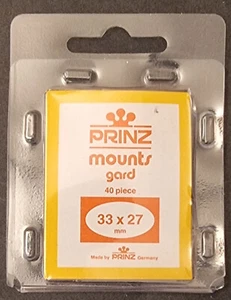 PRINZ
mounts
gard
40 piece
33 x 27
mm
Made by PRINZ Germany